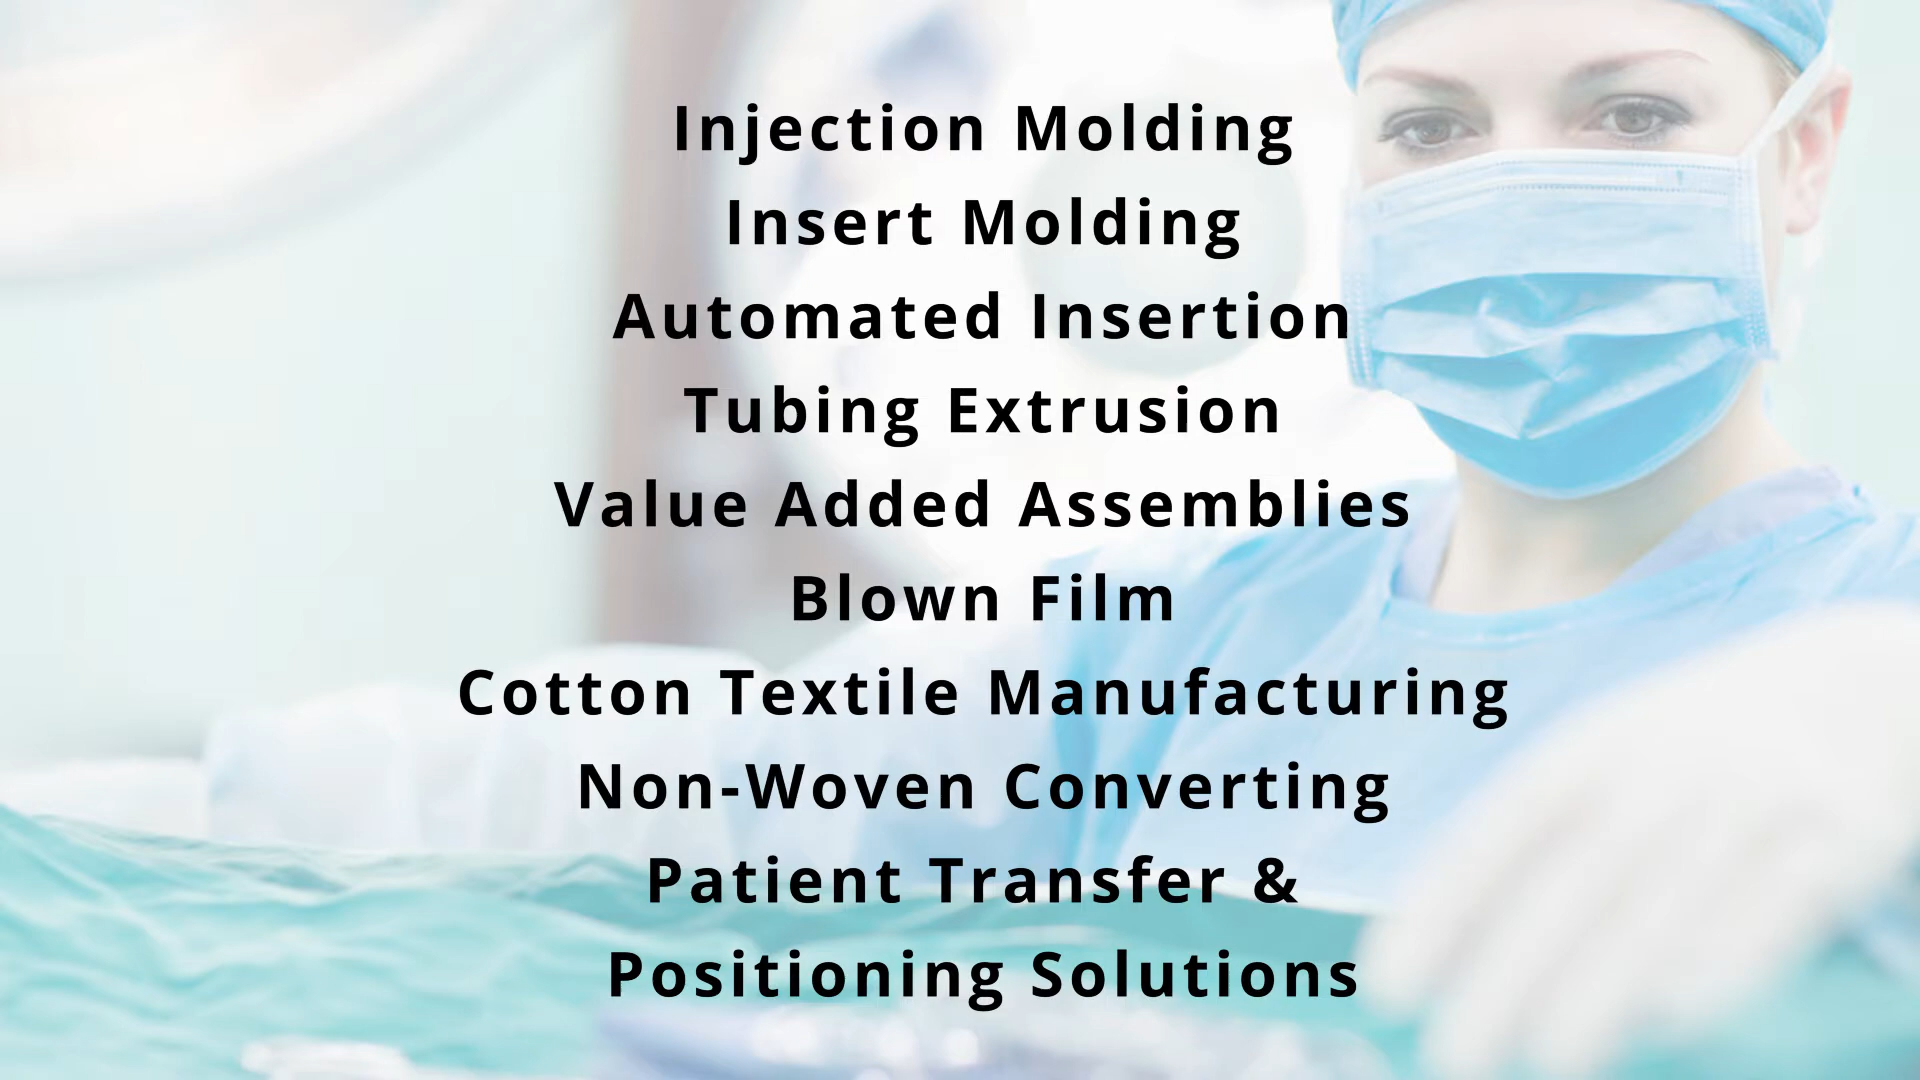 Injection Molding
Insert Molding
Automated Insertion
Tubing Extrusion
Value Added Assemblies
Blown Film
Cotton Textile Manufacturing
Non-Woven Converting
Patient Transfer &
Positioning Solutions